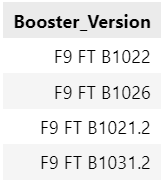 Booster_Version
F9 FT B1022
F9 FT B1026
F9 FT B1021.2
F9 FT B1031.2